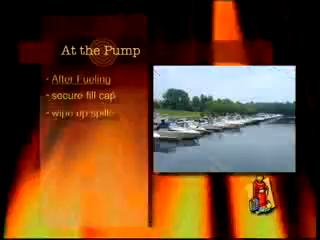 At the Pump
- After Fueling
- secure fill cap
- wipe up spills